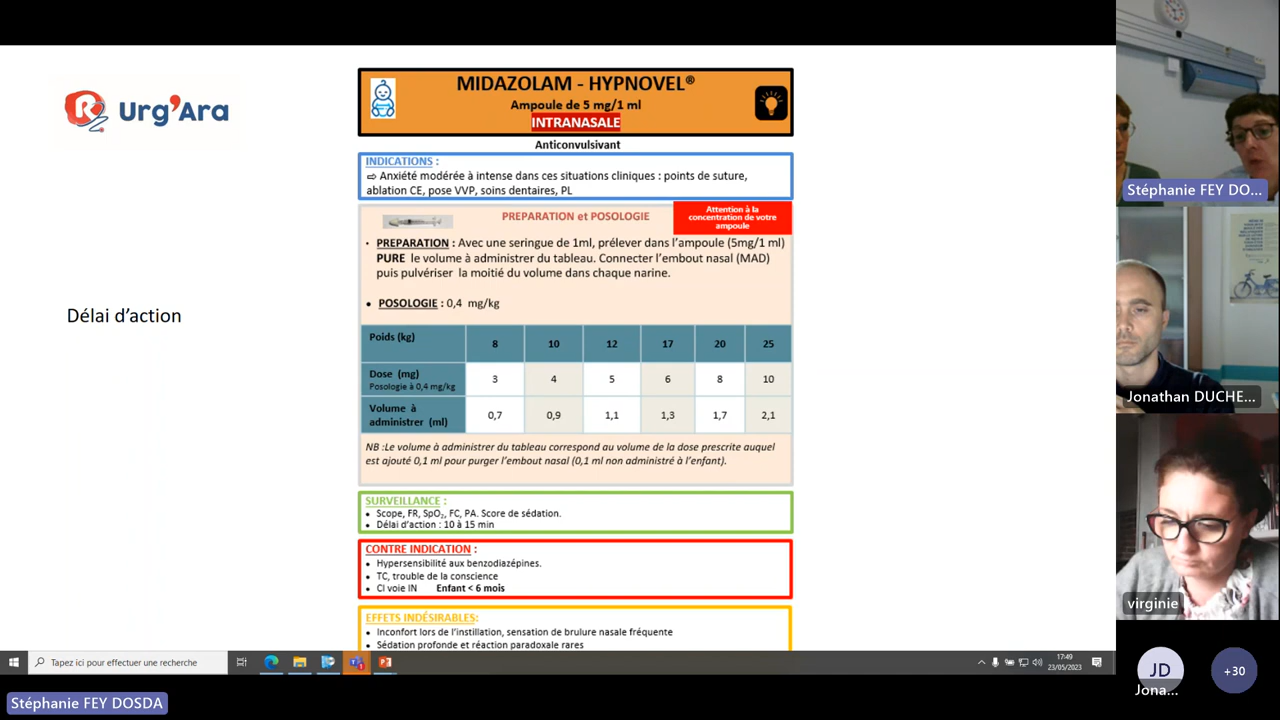 Urg'Ara
Délai d'action
MIDAZOLAM - HYPNOVEL®
Ampoule de 5 mg/1 ml
INTRANASALE
Anticonvulsivant
INDICATIONS :
⇨ Anxiété modérée à intense dans ces situations cliniques : points de suture,
ablation CE, pose VVP, soins dentaires, PL
PREPARATION et POSOLOGIE
Attention à la
concentration de votre
ampoule
• PREPARATION : Avec une seringue de 1ml, prélever dans l'ampoule (5mg/1 ml)
PURE le volume à administrer du tableau. Connecter l'embout nasal (MAD)
puis pulvériser la moitié du volume dans chaque narine.
• POSOLOGIE : 0,4 mg/kg
Poids (kg) 8 10 12 17 20 25
Dose (mg) 3 4 5 6 8 10
Posologie à 0,4 mg/kg
Volume à
administrer (ml) 0,7 0,9 1,1 1,3 1,7 2,1
NB :Le volume à administrer du tableau correspond au volume de la dose prescrite auquel
est ajouté 0,1 ml pour purger l'embout nasal (0,1 ml non administré à l'enfant).
SURVEILLANCE :
• Scope, FR, SpO₂, FC, PA. Score de sédation.
• Délai d'action : 10 à 15 min
CONTRE INDICATION :
• Hypersensibilité aux benzodiazépines.
• TC, trouble de la conscience
• CI voie IN Enfant < 6 mois
EFFETS INDÉSIRABLES:
• Inconfort lors de l'instillation, sensation de brulure nasale fréquente
• Sédation profonde et réaction paradoxale rares
Stéphanie FEY DO...
Jonathan DUCHE...
virginie
JD
Jona...
+30
Tapez ici pour effectuer une recherche
17:49
23/05/2023
Stéphanie FEY DOSDA